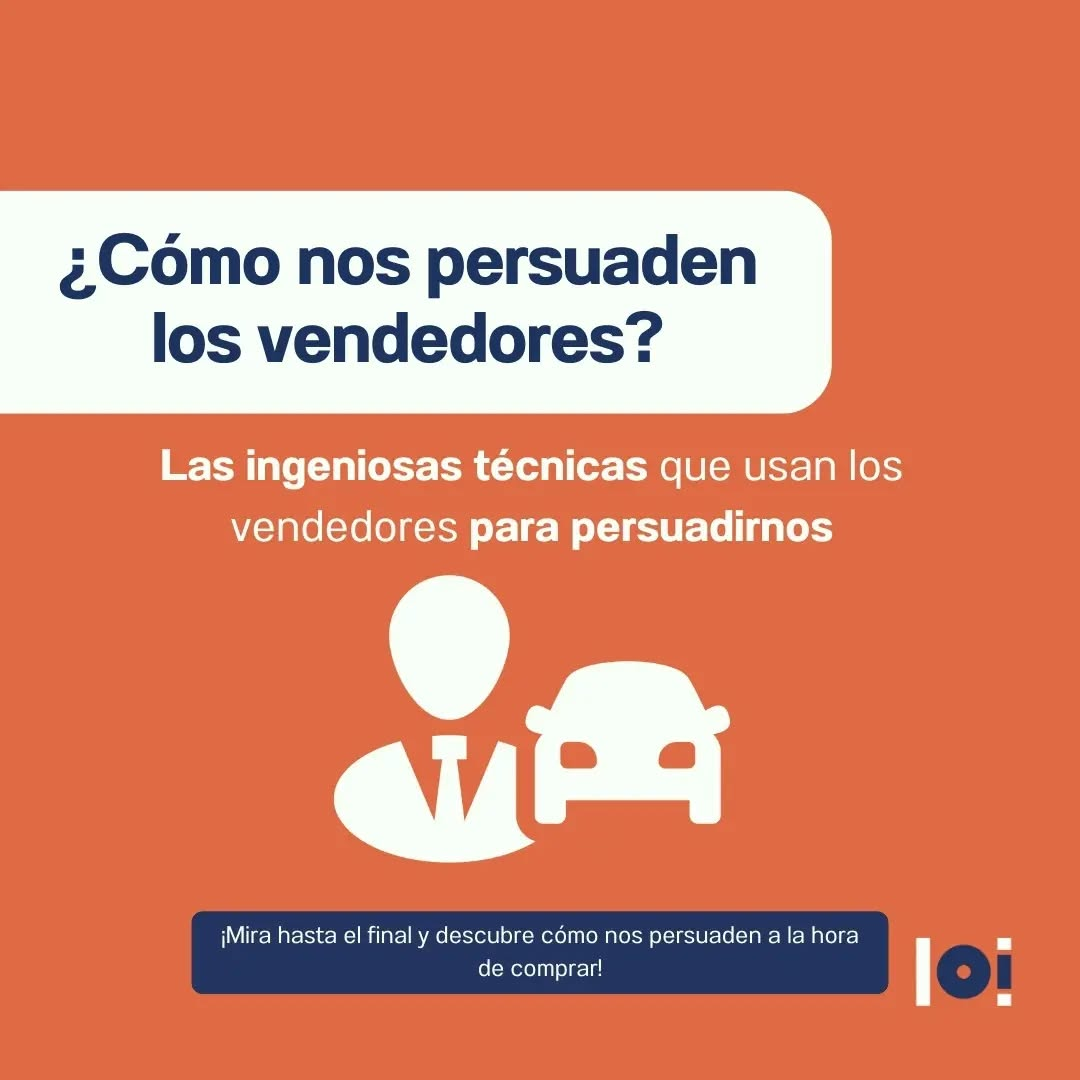 ¿Cómo nos persuaden
los vendedores?
Las ingeniosas técnicas que usan los
vendedores para persuadirnos
¡Mira hasta el final y descubre cómo nos persuaden a la hora
de comprar!
loi